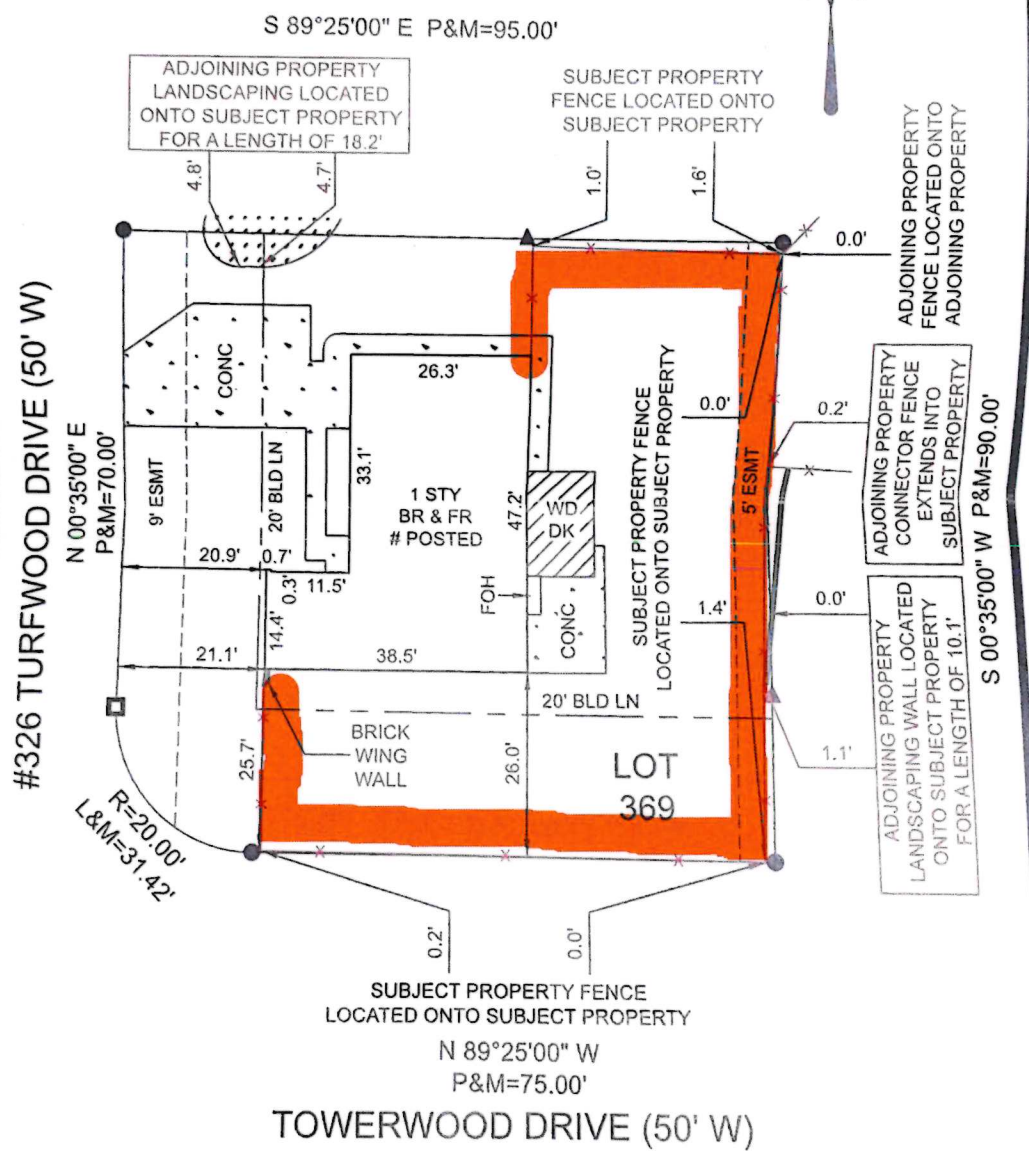 S 89°25'00" E P&M=95.00'
ADJOINING PROPERTY
LANDSCAPING LOCATED
ONTO SUBJECT PROPERTY
FOR A LENGTH OF 18.2'
4.8'
4.7'
SUBJECT PROPERTY
FENCE LOCATED ONTO
SUBJECT PROPERTY
1.0'
1.6'
ADJOINING PROPERTY
FENCE LOCATED ONTO
ADJOINING PROPERTY
0.0'
#326 TURFWOOD DRIVE (50' W)
N 00°35'00" E
P&M=70.00'
CONC
9' ESMT
20' BLD LN
26.3'
33.1'
1 STY
BR & FR
# POSTED
47.2'
WD
DK
SUBJECT PROPERTY FENCE
LOCATED ONTO SUBJECT PROPERTY
0.0'
1.4'
5' ESMT
0.2'
ADJOINING PROPERTY
CONNECTOR FENCE
EXTENDS INTO
SUBJECT PROPERTY
S 00°35'00" W P&M=90.00'
20.9'
0.7'
0.3'
11.5'
14.4'
FOH
CONC
0.0'
21.1'
38.5'
20' BLD LN
ADJOINING PROPERTY
LANDSCAPING WALL LOCATED
ONTO SUBJECT PROPERTY
FOR A LENGTH OF 10.1'
1.1'
25.7'
BRICK
WING
WALL
26.0'
LOT
369
R=20.00'
L&M=31.42'
0.2'
0.0'
SUBJECT PROPERTY FENCE
LOCATED ONTO SUBJECT PROPERTY
N 89°25'00" W
P&M=75.00'
TOWERWOOD DRIVE (50' W)